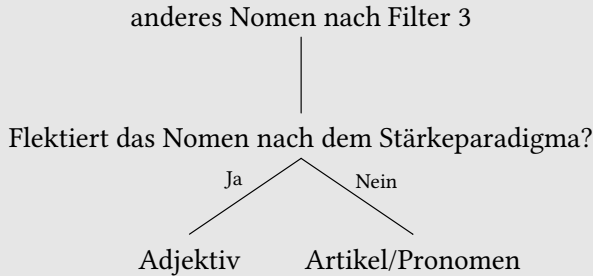 anderes Nomen nach Filter 3
Flektiert das Nomen nach dem Stärkeparadigma?
Ja
Nein
Adjektiv
Artikel/Pronomen